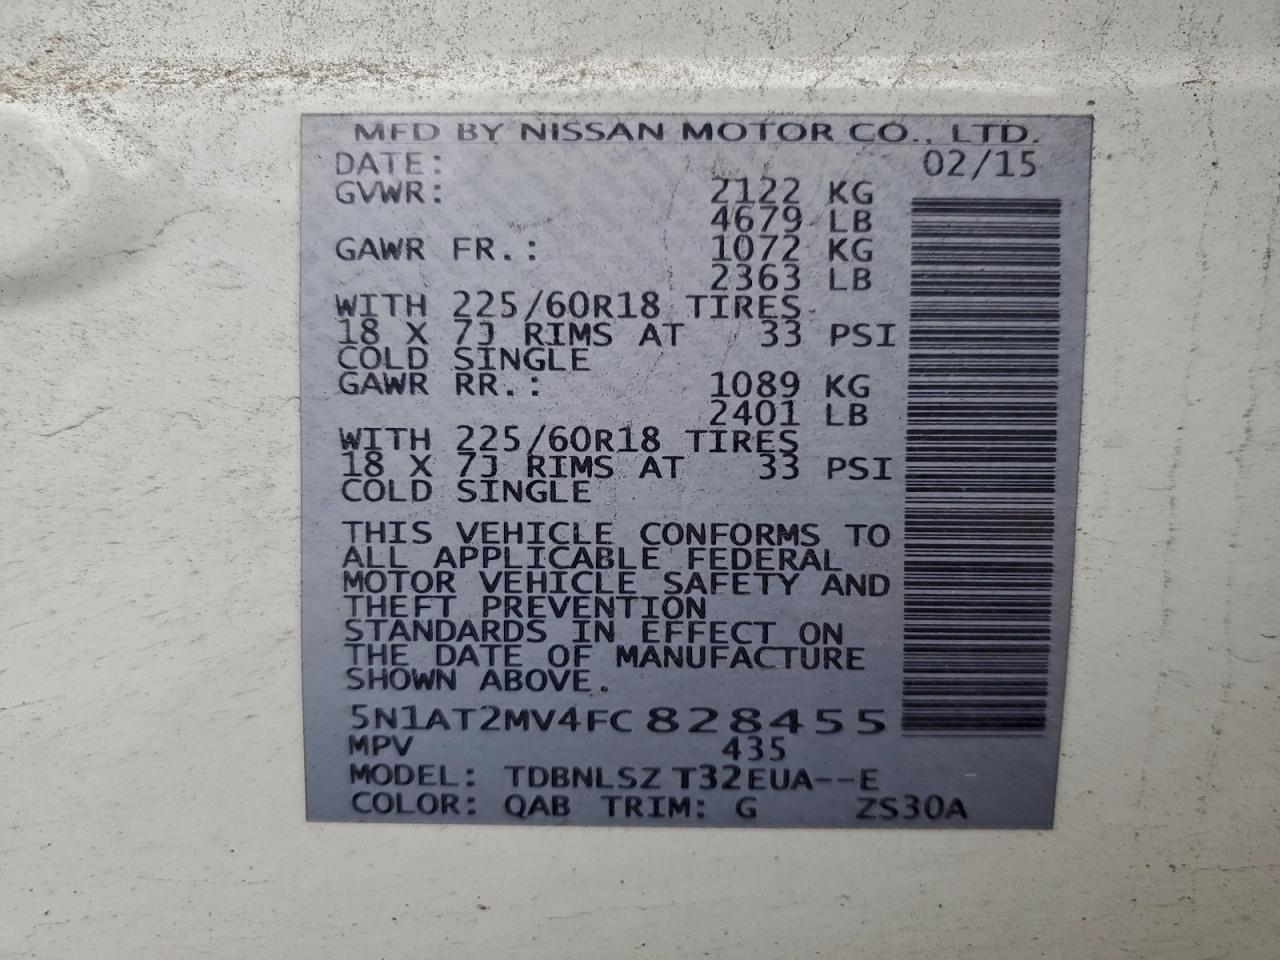 MFD BY NISSAN MOTOR CO., LTD.
DATE: 02/15
GVWR: 2122 KG
4679 LB
GAWR FR.: 1072 KG
2363 LB
WITH 225/60R18 TIRES
18 X 7J RIMS AT 33 PSI
COLD SINGLE
GAWR RR.: 1089 KG
2401 LB
WITH 225/60R18 TIRES
18 X 7J RIMS AT 33 PSI
COLD SINGLE
THIS VEHICLE CONFORMS TO
ALL APPLICABLE FEDERAL
MOTOR VEHICLE SAFETY AND
THEFT PREVENTION
STANDARDS IN EFFECT ON
THE DATE OF MANUFACTURE
SHOWN ABOVE.
5N1AT2MV4FC828455
MPV 435
MODEL: TDBNLSZ T32EUA--E
COLOR: QAB TRIM: G ZS30A